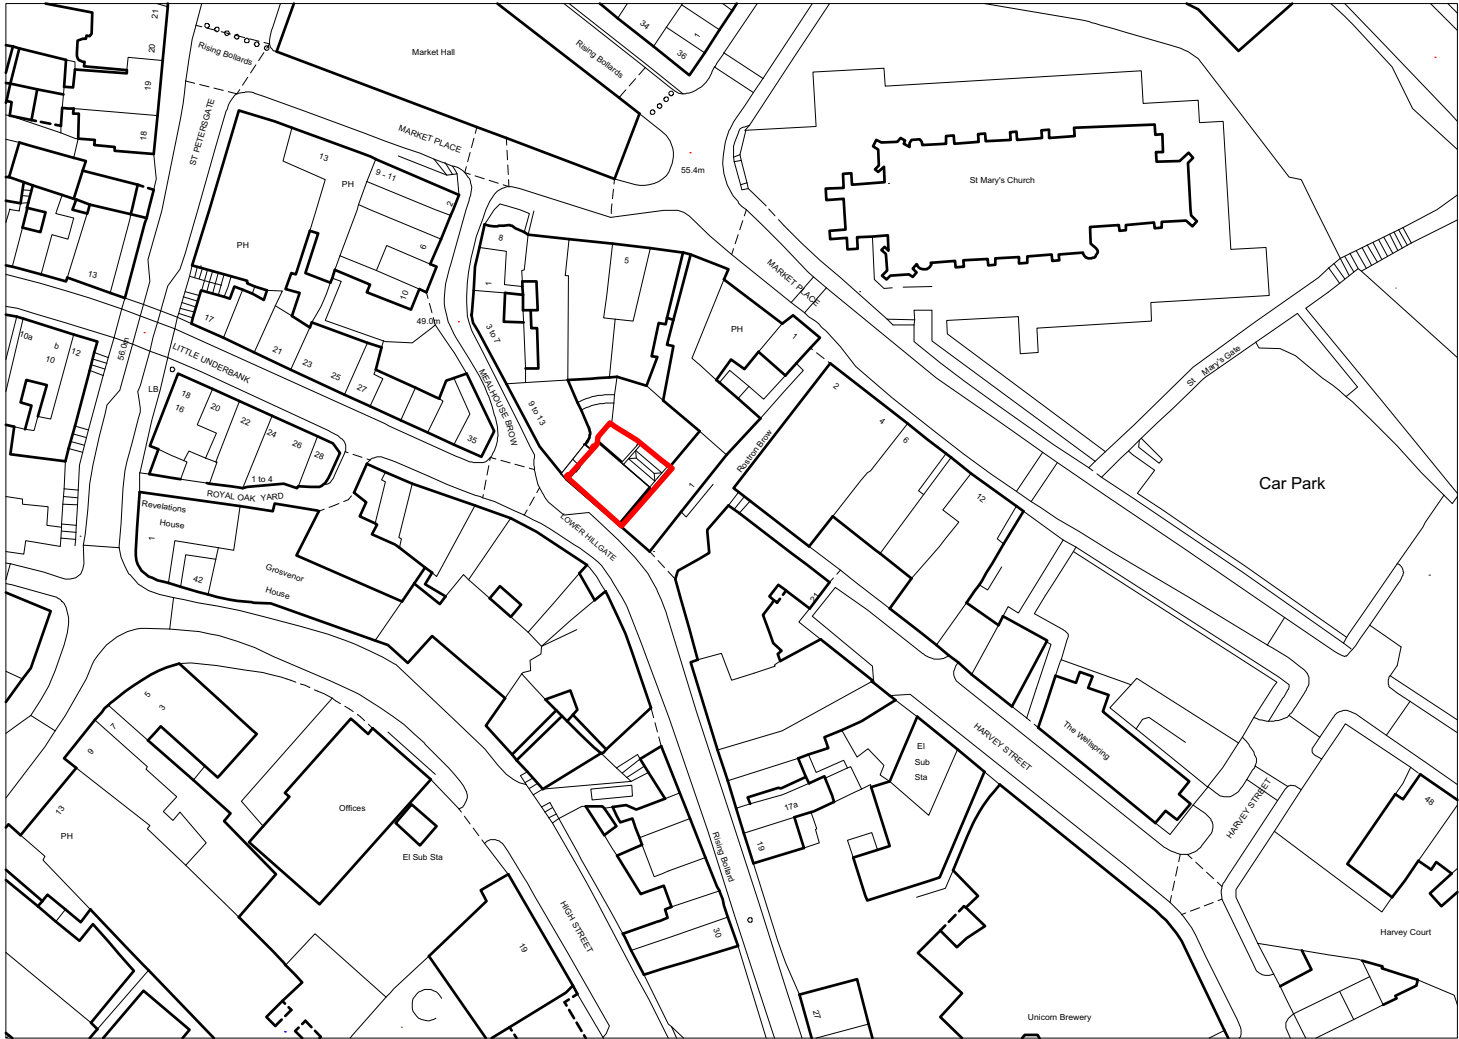 21
20
19
18
Rising Bollards
Market Hall
Rising Bollards
34
1
36
ST PETERSGATE
MARKET PLACE
55.4m
St Mary's Church
13
PH
9 - 11
2
6
10
PH
8
1
3 to 7
5
MARKET PLACE
PH
1
13
17
49.0m
56.0m
LITTLE UNDERBANK
21
23
25
27
35
MEALHOUSE BROW
9 to 13
10a
b
10
12
LB
18
16
20
22
24
26
28
1 to 4
ROYAL OAK YARD
St Mary's Gate
Car Park
2
4
6
12
Rostron Brow
1
LOWER HILLGATE
Revelations
House
1
42
Grosvenor
House
21
5
3
7
9
13
PH
Offices
El Sub Sta
El
Sub
Sta
HARVEY STREET
The Wellspring
HARVEY STREET
48
17a
19
Rising Bollard
HIGH STREET
19
30
27
Harvey Court
Unicorn Brewery